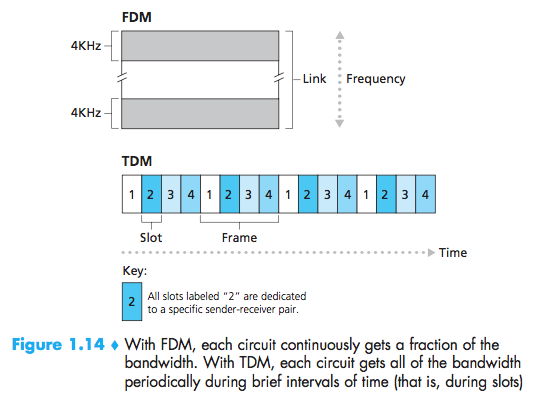 FDM
4KHz
Link
Frequency
4KHz
TDM
1 2 3 4 1 2 3 4 1 2 3 4 1 2 3 4
Slot
Frame
Time
Key:
2
All slots labeled "2" are dedicated
to a specific sender-receiver pair.
Figure 1.14 ♦ With FDM, each circuit continuously gets a fraction of the
bandwidth. With TDM, each circuit gets all of the bandwidth
periodically during brief intervals of time (that is, during slots)